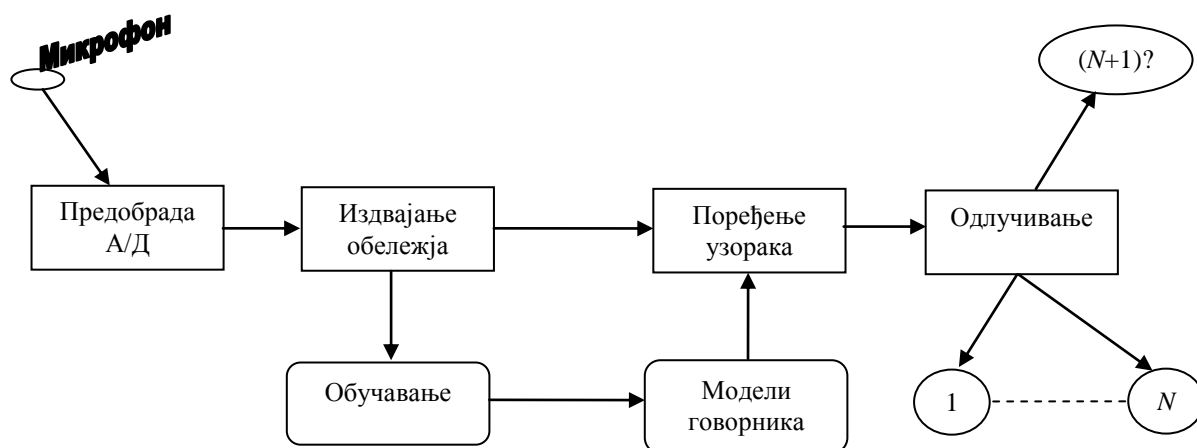 Микрофон
(N+1)?
Предобрада
А/Д
Издвајање
обележја
Поређење
узорака
Одлучивање
Обучавање
Модели
говорника
1
N